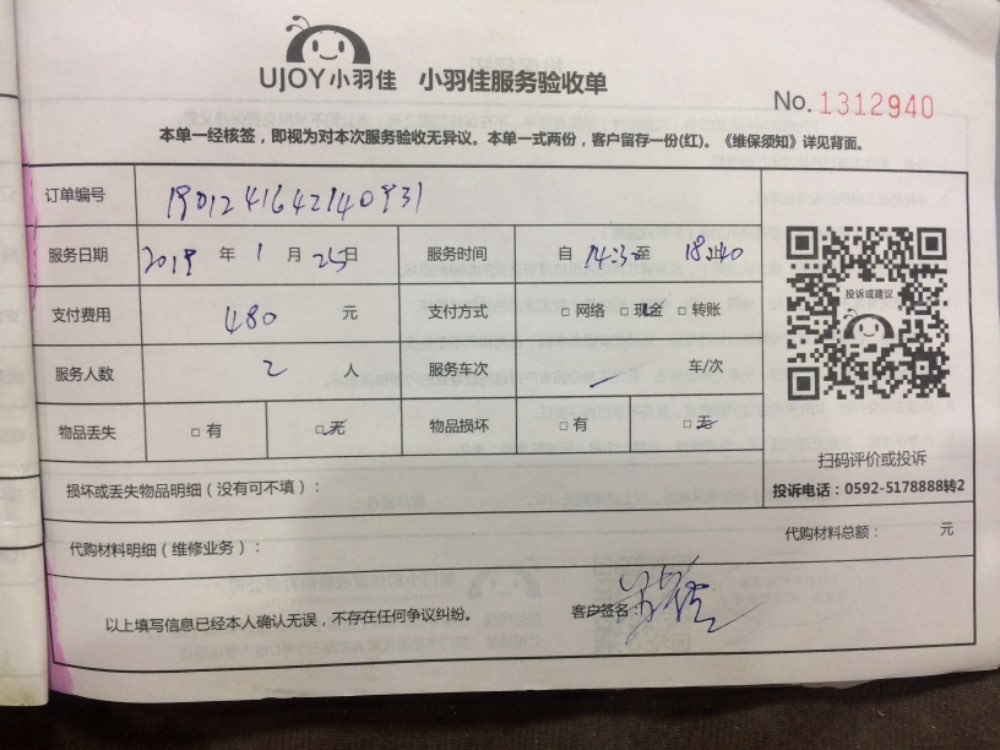 UJOY小羽佳 小羽佳服务验收单
No. 1312940
本单一经核签，即视为对本次服务验收无异议。本单一式两份，客户留存一份(红)。《维保须知》详见背面。
订单编号 1901241642140931
服务日期 2019 年 1 月 25 日 服务时间 自 14:30 至 18:40 止
支付费用 480 元 支付方式 □ 网络 □ 现金 □ 转账
投诉或建议
服务人数 2 人 服务车次 — 车/次
物品丢失 □ 有 □ 无 物品损坏 □ 有 □ 无
扫码评价或投诉
投诉电话：0592-5178888转2
损坏或丢失物品明细（没有可不填）：
代购材料明细（维修业务）： 代购材料总额： 元
以上填写信息已经本人确认无误，不存在任何争议纠纷。 客户签名：